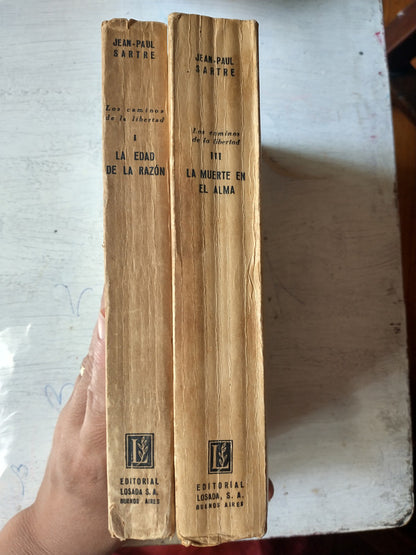 JEAN-PAUL
SARTRE
Los caminos
de la libertad
I
LA EDAD
DE LA RAZÓN
L
EDITORIAL
LOSADA S. A.
BUENOS AIRES
JEAN-PAUL
SARTRE
Los caminos
de la libertad
III
LA MUERTE EN
EL ALMA
L
EDITORIAL
LOSADA, S. A.
BUENOS AIRES